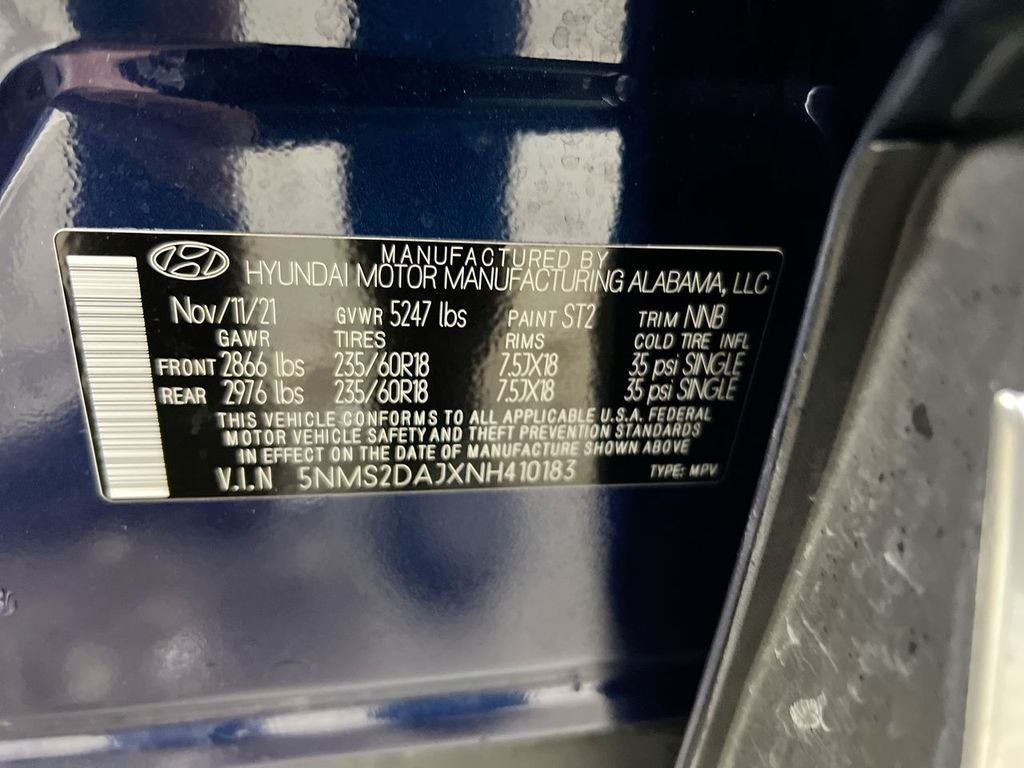 MANUFACTURED BY
HYUNDAI MOTOR MANUFACTURING ALABAMA, LLC
Nov/11/21 GVWR 5247 lbs PAINT ST2 TRIM NNB
GAWR TIRES RIMS COLD TIRE INFL
FRONT 2866 lbs 235/60R18 7.5JX18 35 psi SINGLE
REAR 2976 lbs 235/60R18 7.5JX18 35 psi SINGLE
THIS VEHICLE CONFORMS TO ALL APPLICABLE U.S.A. FEDERAL
MOTOR VEHICLE SAFETY AND THEFT PREVENTION STANDARDS
IN EFFECT ON THE DATE OF MANUFACTURE SHOWN ABOVE
V.I.N 5NMS2DAJXNH410183 TYPE: MPV